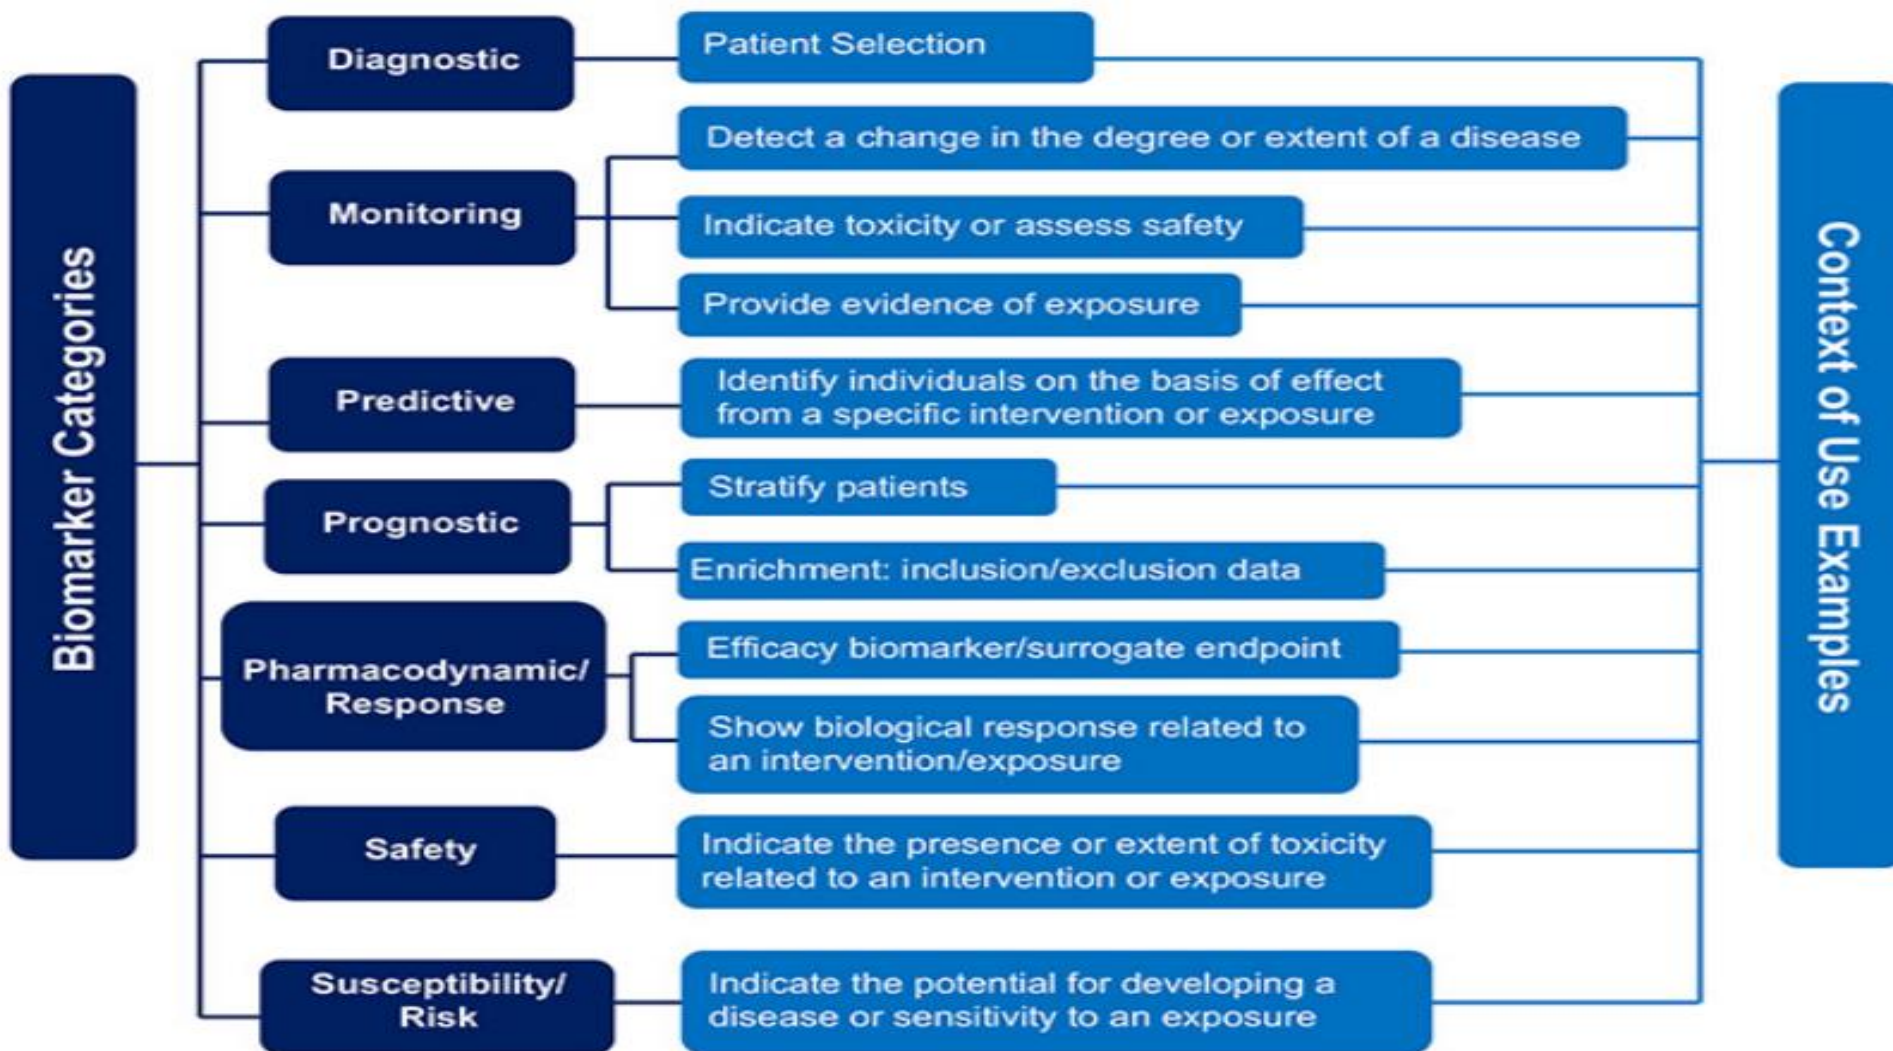 Biomarker Categories
Diagnostic
Patient Selection
Monitoring
Detect a change in the degree or extent of a disease
Indicate toxicity or assess safety
Provide evidence of exposure
Predictive
Identify individuals on the basis of effect
from a specific intervention or exposure
Prognostic
Stratify patients
Enrichment: inclusion/exclusion data
Pharmacodynamic/
Response
Efficacy biomarker/surrogate endpoint
Show biological response related to
an intervention/exposure
Safety
Indicate the presence or extent of toxicity
related to an intervention or exposure
Susceptibility/
Risk
Indicate the potential for developing a
disease or sensitivity to an exposure
Context of Use Examples